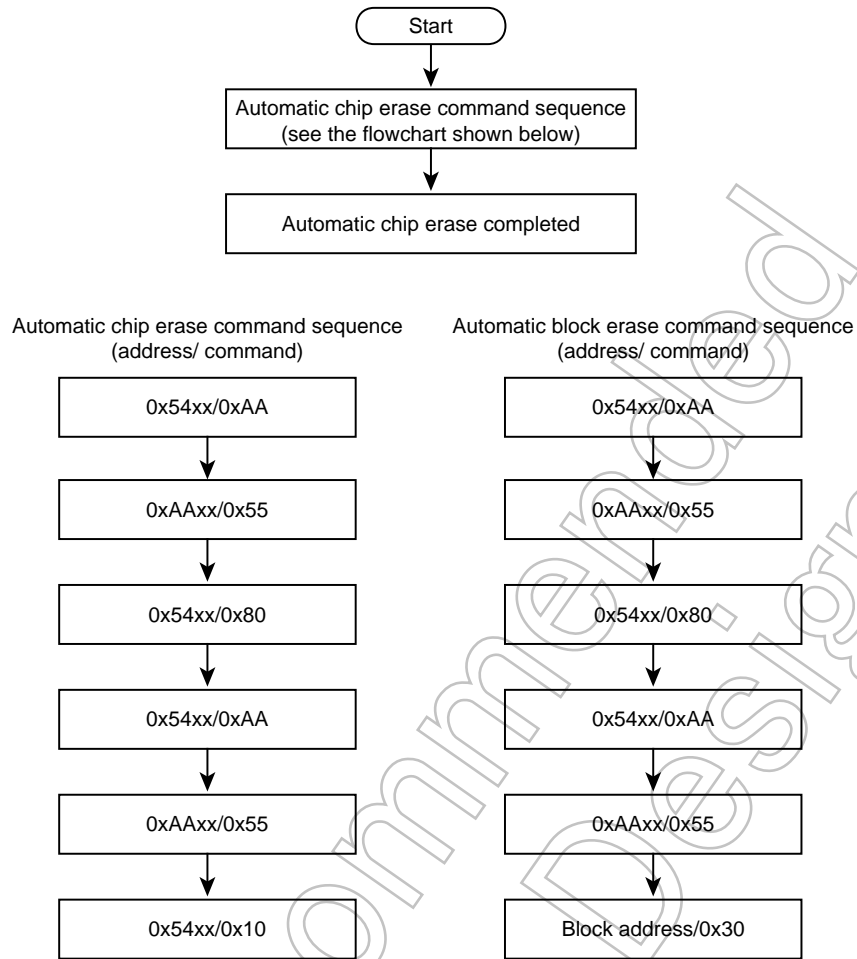 Start
Automatic chip erase command sequence
(see the flowchart shown below)
Automatic chip erase completed
Automatic chip erase command sequence
(address/ command)
0x54xx/0xAA
0xAAxx/0x55
0x54xx/0x80
0x54xx/0xAA
0xAAxx/0x55
0x54xx/0x10
Automatic block erase command sequence
(address/ command)
0x54xx/0xAA
0xAAxx/0x55
0x54xx/0x80
0x54xx/0xAA
0xAAxx/0x55
Block address/0x30
ommended
Design